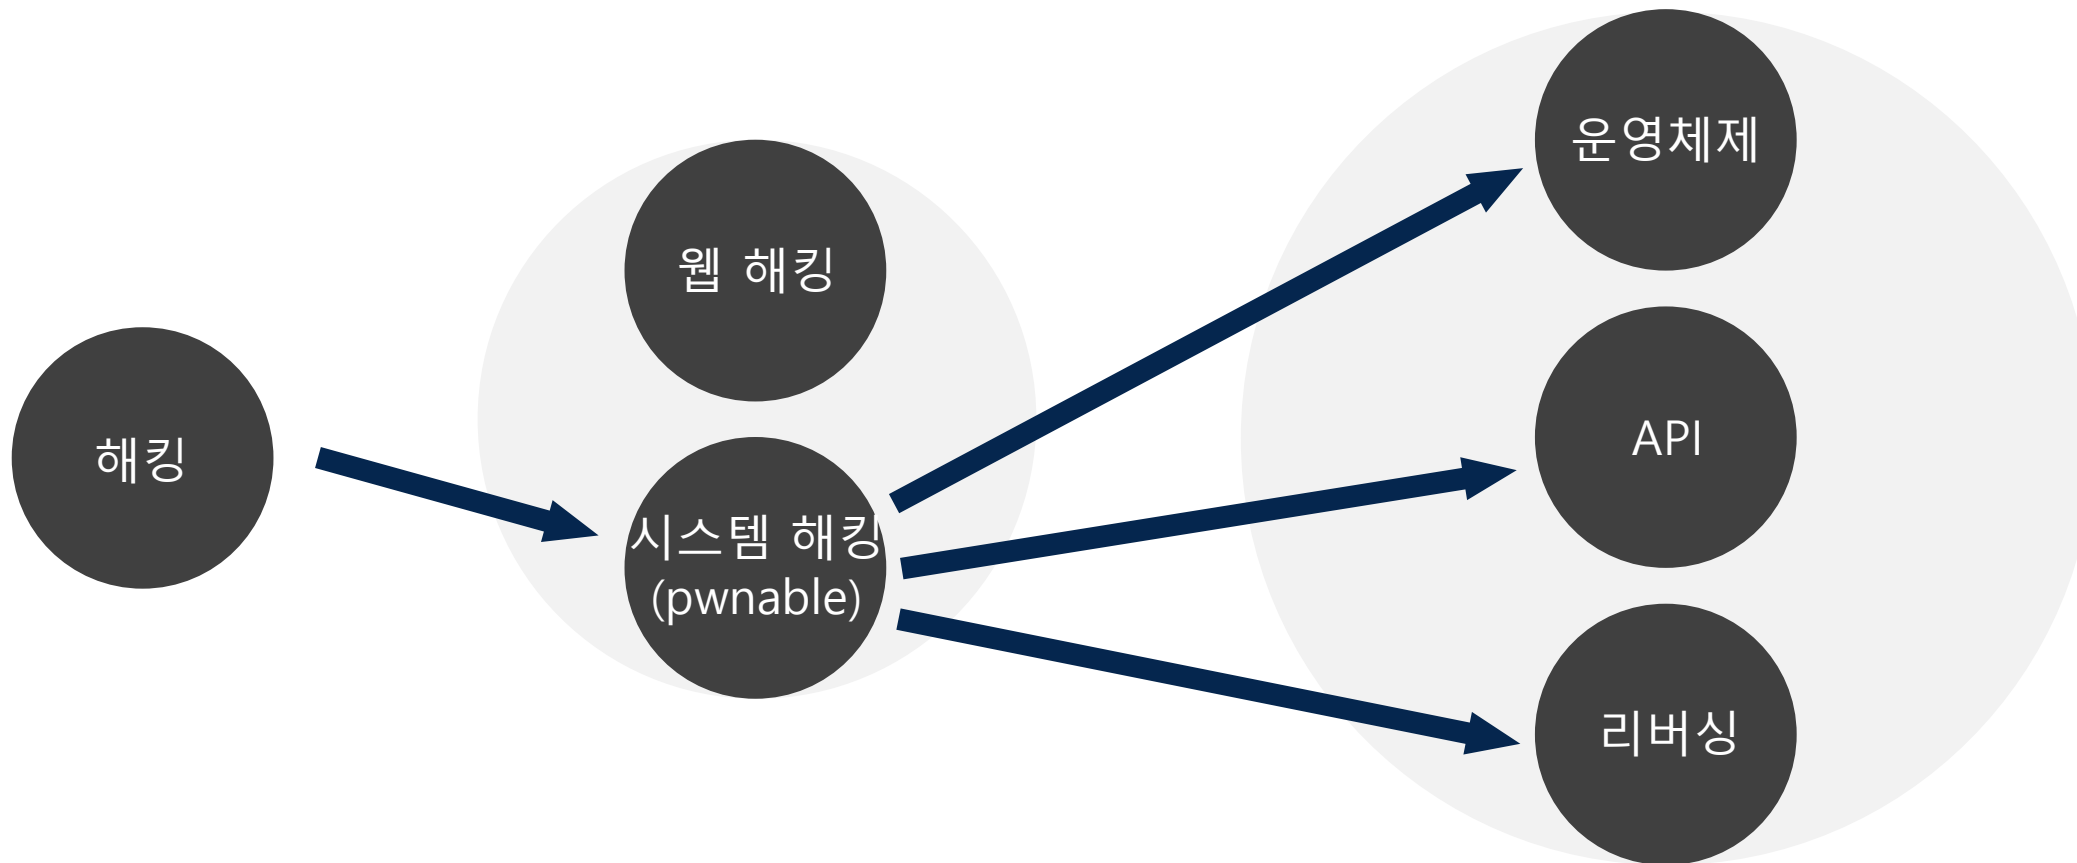 해킹
웹 해킹
시스템 해킹
(pwnable)
운영체제
API
리버싱